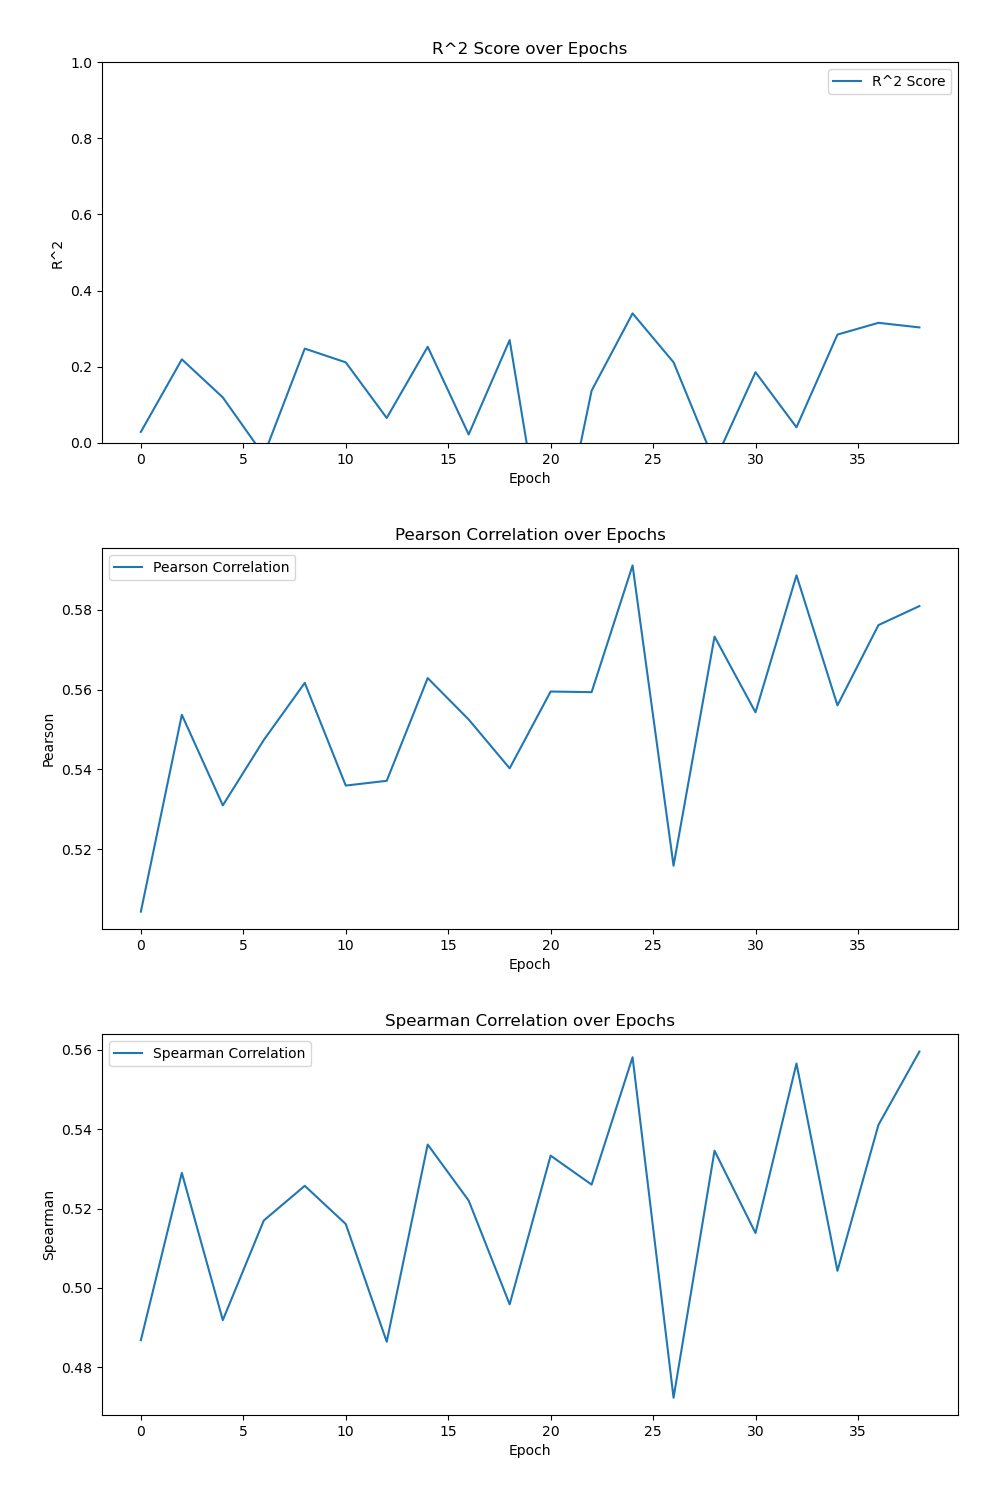 R^2 Score over Epochs
1.0
R^2 Score
0.8
0.6
R^2
0.4
0.2
0.0
0 5 10 15 20 25 30 35
Epoch
Pearson Correlation over Epochs
Pearson Correlation
0.58
0.56
Pearson
0.54
0.52
0 5 10 15 20 25 30 35
Epoch
Spearman Correlation over Epochs
0.56
Spearman Correlation
0.54
0.52
Spearman
0.50
0.48
0 5 10 15 20 25 30 35
Epoch